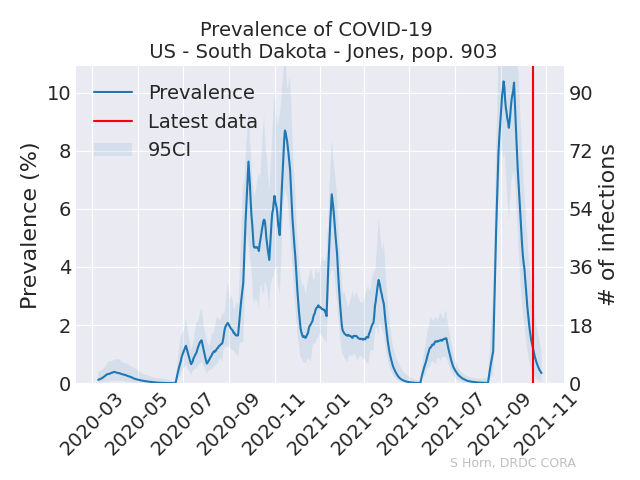 Prevalence of COVID-19
US - South Dakota - Jones, pop. 903
Prevalence
Latest data
95CI
Prevalence (%)
10
8
6
4
2
0
90
72
54
36
18
0
# of infections
2020-03
2020-05
2020-07
2020-09
2020-11
2021-01
2021-03
2021-05
2021-07
2021-09
2021-11
S Horn, DRDC CORA